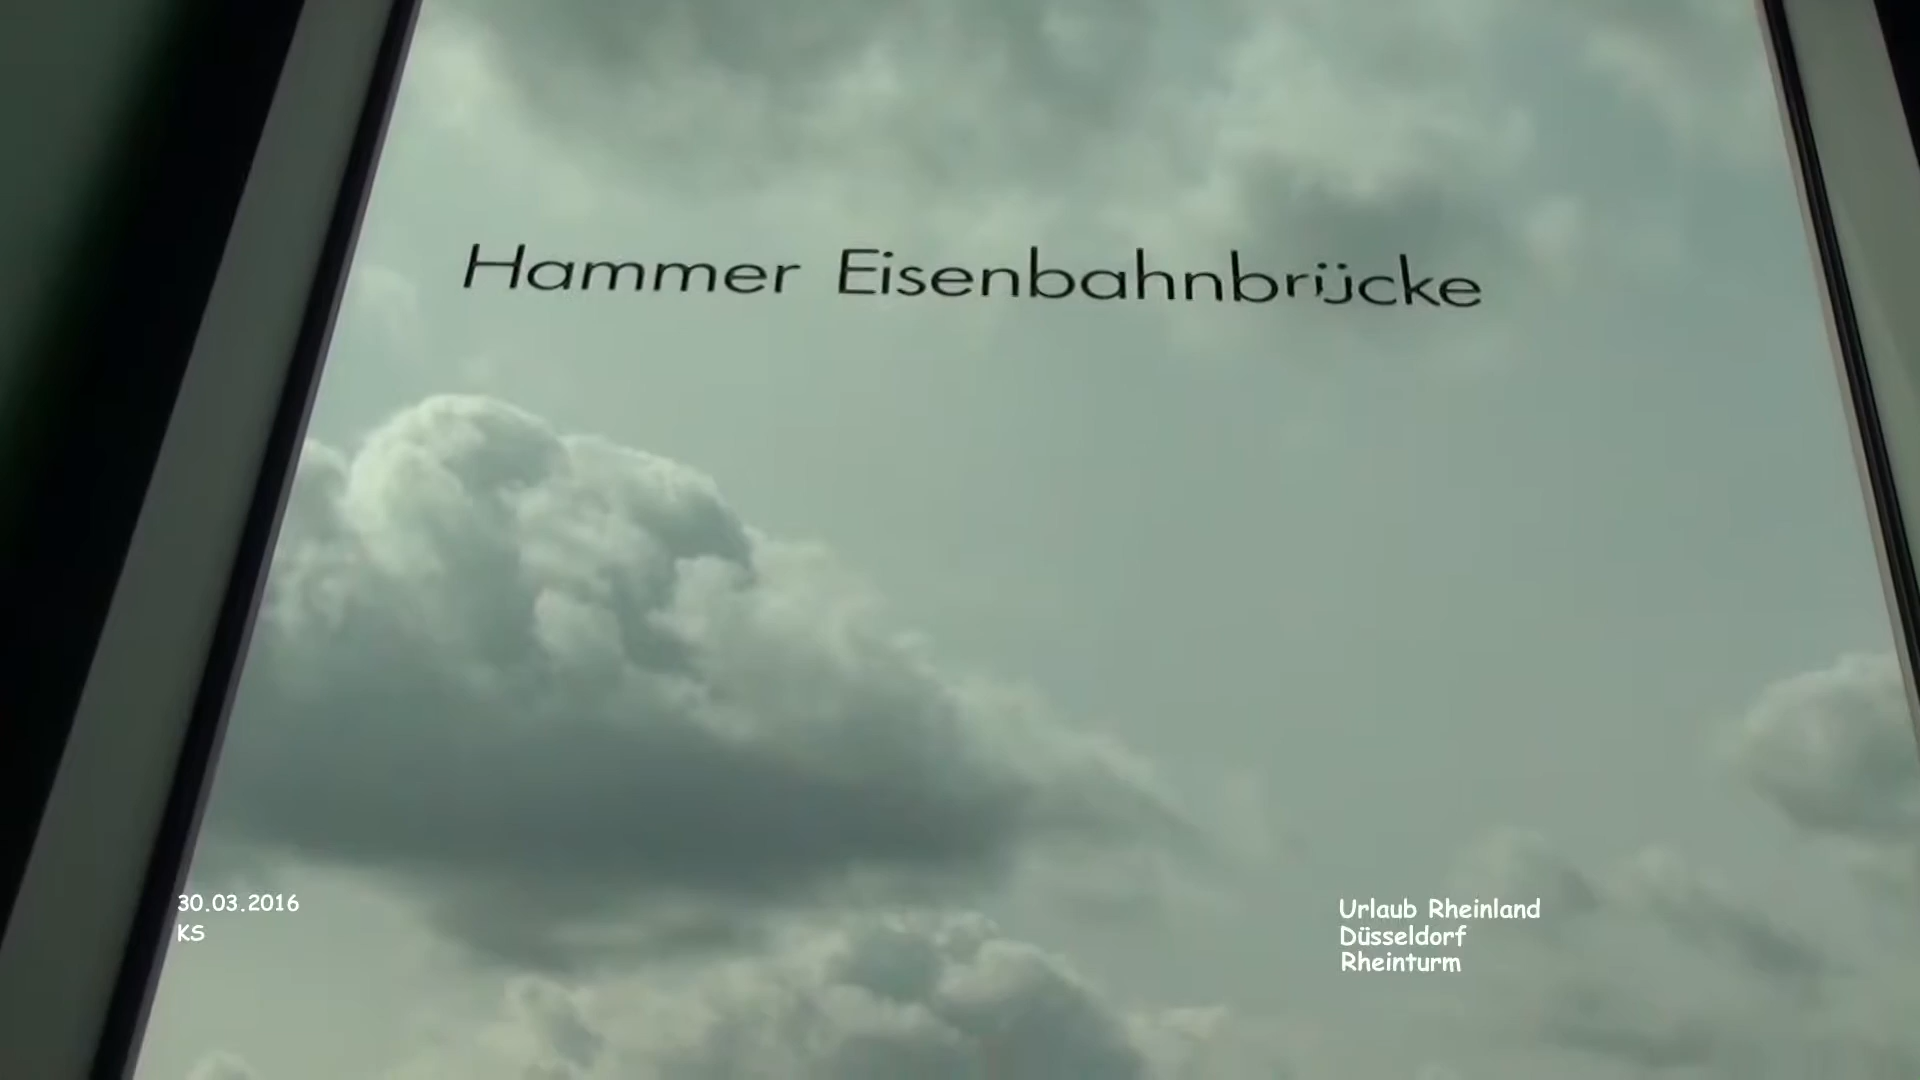 Hammer Eisenbahnbrücke
30.03.2016
KS
Urlaub Rheinland
Düsseldorf
Rheinturm